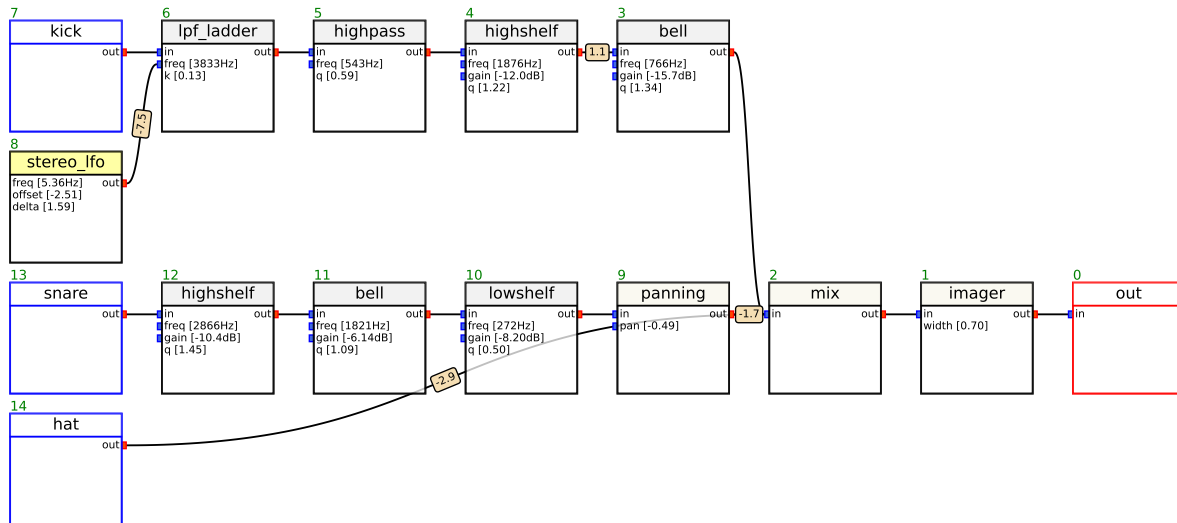 7
kick
out
6
lpf_ladder
in out
freq [3833Hz]
k [0.13]
5
highpass
in out
freq [543Hz]
q [0.59]
4
highshelf
in out
freq [1876Hz]
gain [-12.0dB]
q [1.22]
1.1
3
bell
in out
freq [766Hz]
gain [-15.7dB]
q [1.34]
-7.5
8
stereo_lfo
freq [5.36Hz] out
offset [-2.51]
delta [1.59]
13
snare
out
12
highshelf
in out
freq [2866Hz]
gain [-10.4dB]
q [1.45]
11
bell
in out
freq [1821Hz]
gain [-6.14dB]
q [1.09]
10
lowshelf
in out
freq [272Hz]
gain [-8.20dB]
q [0.50]
9
panning
in out
pan [-0.49]
-1.7
2
mix
in out
1
imager
in out
width [0.70]
0
out
in
-2.9
14
hat
out